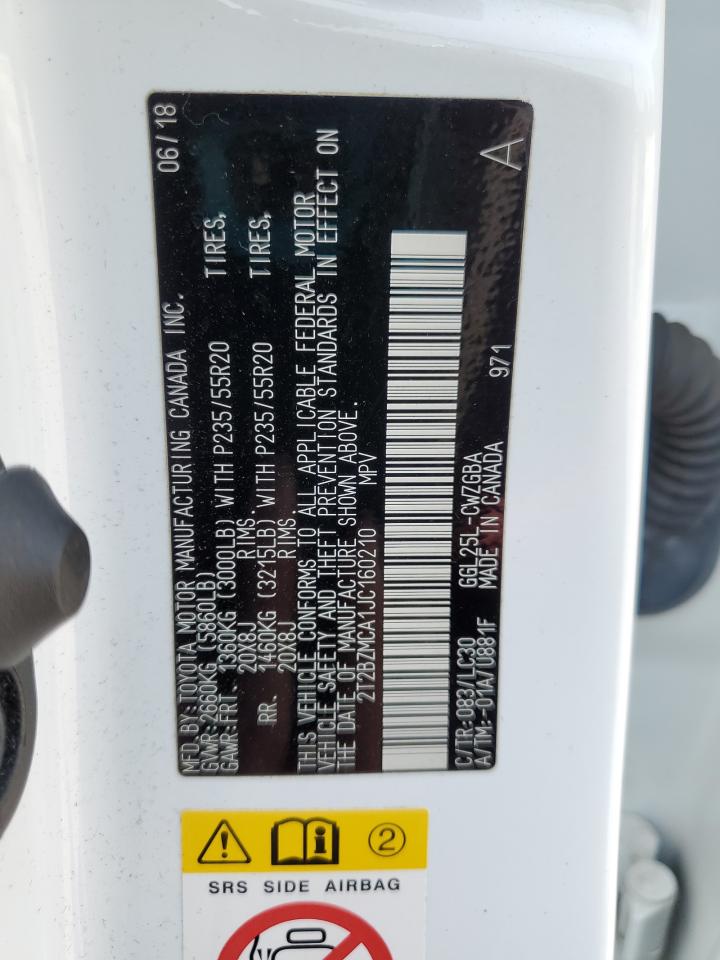 MFD. BY: TOYOTA MOTOR MANUFACTURING CANADA INC. 06/18
GVWR: 2660KG (5860LB)
GAWR: FRT. 1360KG (3000LB) WITH P235/55R20 TIRES,
20X8J RIMS
RR. 1460KG (3215LB) WITH P235/55R20 TIRES,
20X8J RIMS.
THIS VEHICLE CONFORMS TO ALL APPLICABLE FEDERAL MOTOR
VEHICLE SAFETY AND THEFT PREVENTION STANDARDS IN EFFECT ON
THE DATE OF MANUFACTURE SHOWN ABOVE.
2T2BZMCA1JC160210 MPV
C/TR: 083/LC30 GGL25L-CWZGBA 971 A
A/TM: -01A/U881F MADE IN CANADA
2
SRS SIDE AIRBAG